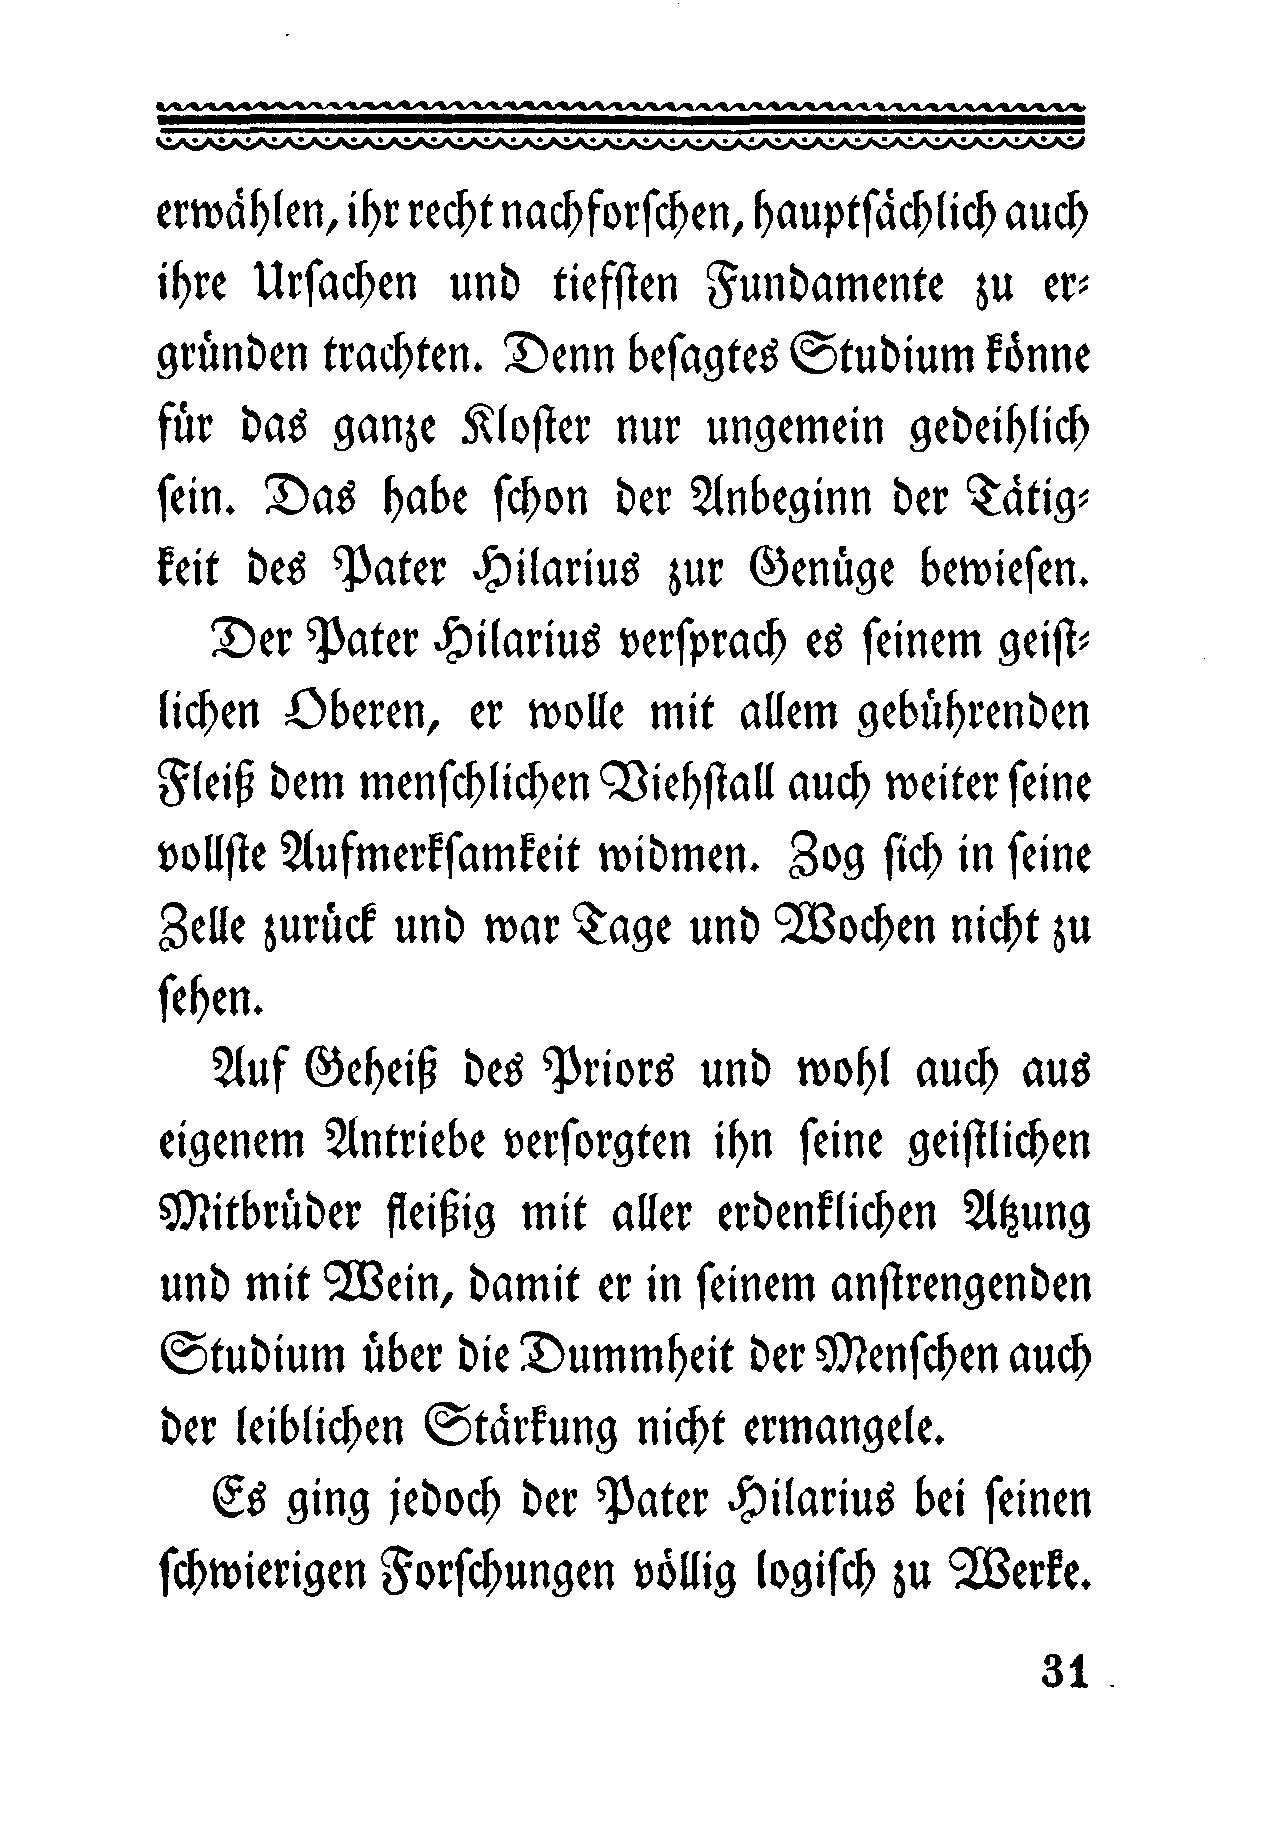 erwählen, ihr recht nachforſchen, hauptſächlich auch
ihre Urſachen und tiefſten Fundamente zu er⸗
gründen trachten. Denn beſagtes Studium könne
für das ganze Kloſter nur ungemein gedeihlich
ſein. Das habe ſchon der Anbeginn der Tätig⸗
keit des Pater Hilarius zur Genüge bewieſen.
Der Pater Hilarius verſprach es ſeinem geiſt⸗
lichen Oberen, er wolle mit allem gebührenden
Fleiß dem menſchlichen Viehſtall auch weiter ſeine
vollſte Aufmerkſamkeit widmen. Zog ſich in ſeine
Zelle zurück und war Tage und Wochen nicht zu
ſehen.
Auf Geheiß des Priors und wohl auch aus
eigenem Antriebe verſorgten ihn ſeine geiſtlichen
Mitbrüder fleißig mit aller erdenklichen Atzung
und mit Wein, damit er in ſeinem anſtrengenden
Studium über die Dummheit der Menſchen auch
der leiblichen Stärkung nicht ermangele.
Es ging jedoch der Pater Hilarius bei ſeinen
ſchwierigen Forſchungen völlig logiſch zu Werke.
31